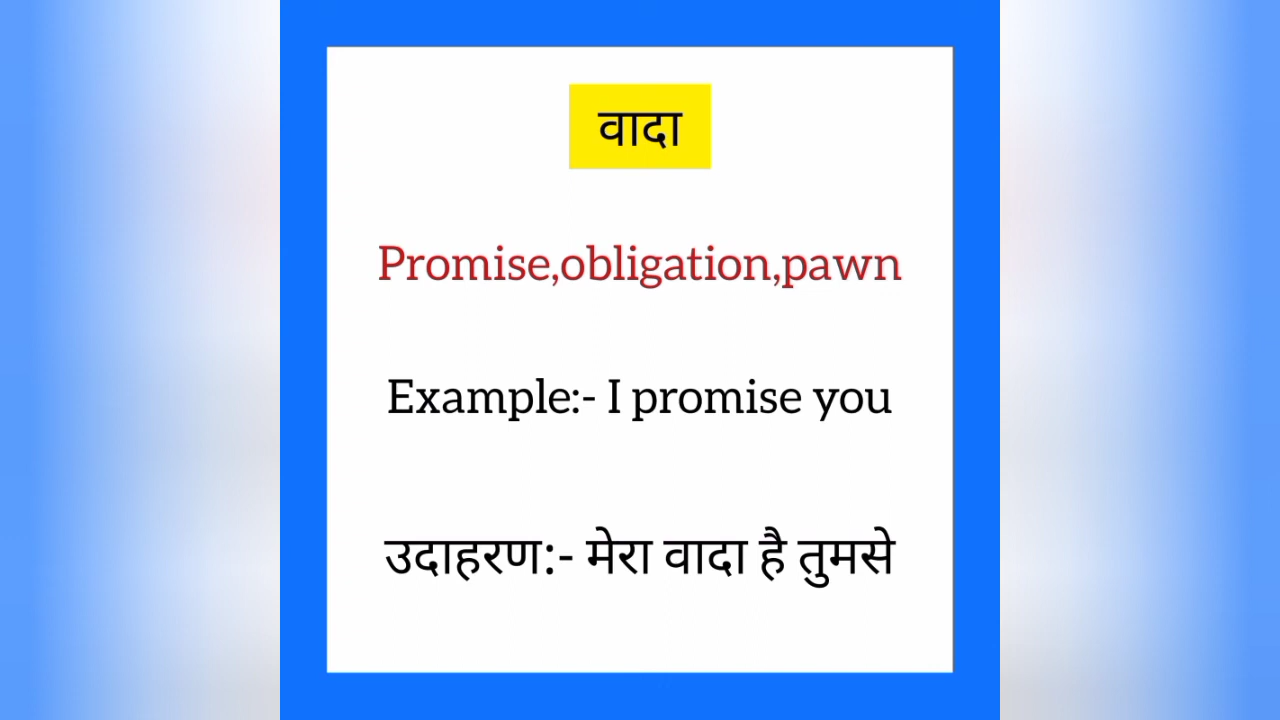 वादा
Promise,obligation,pawn
Example:- I promise you
उदाहरण:- मेरा वादा है तुमसे